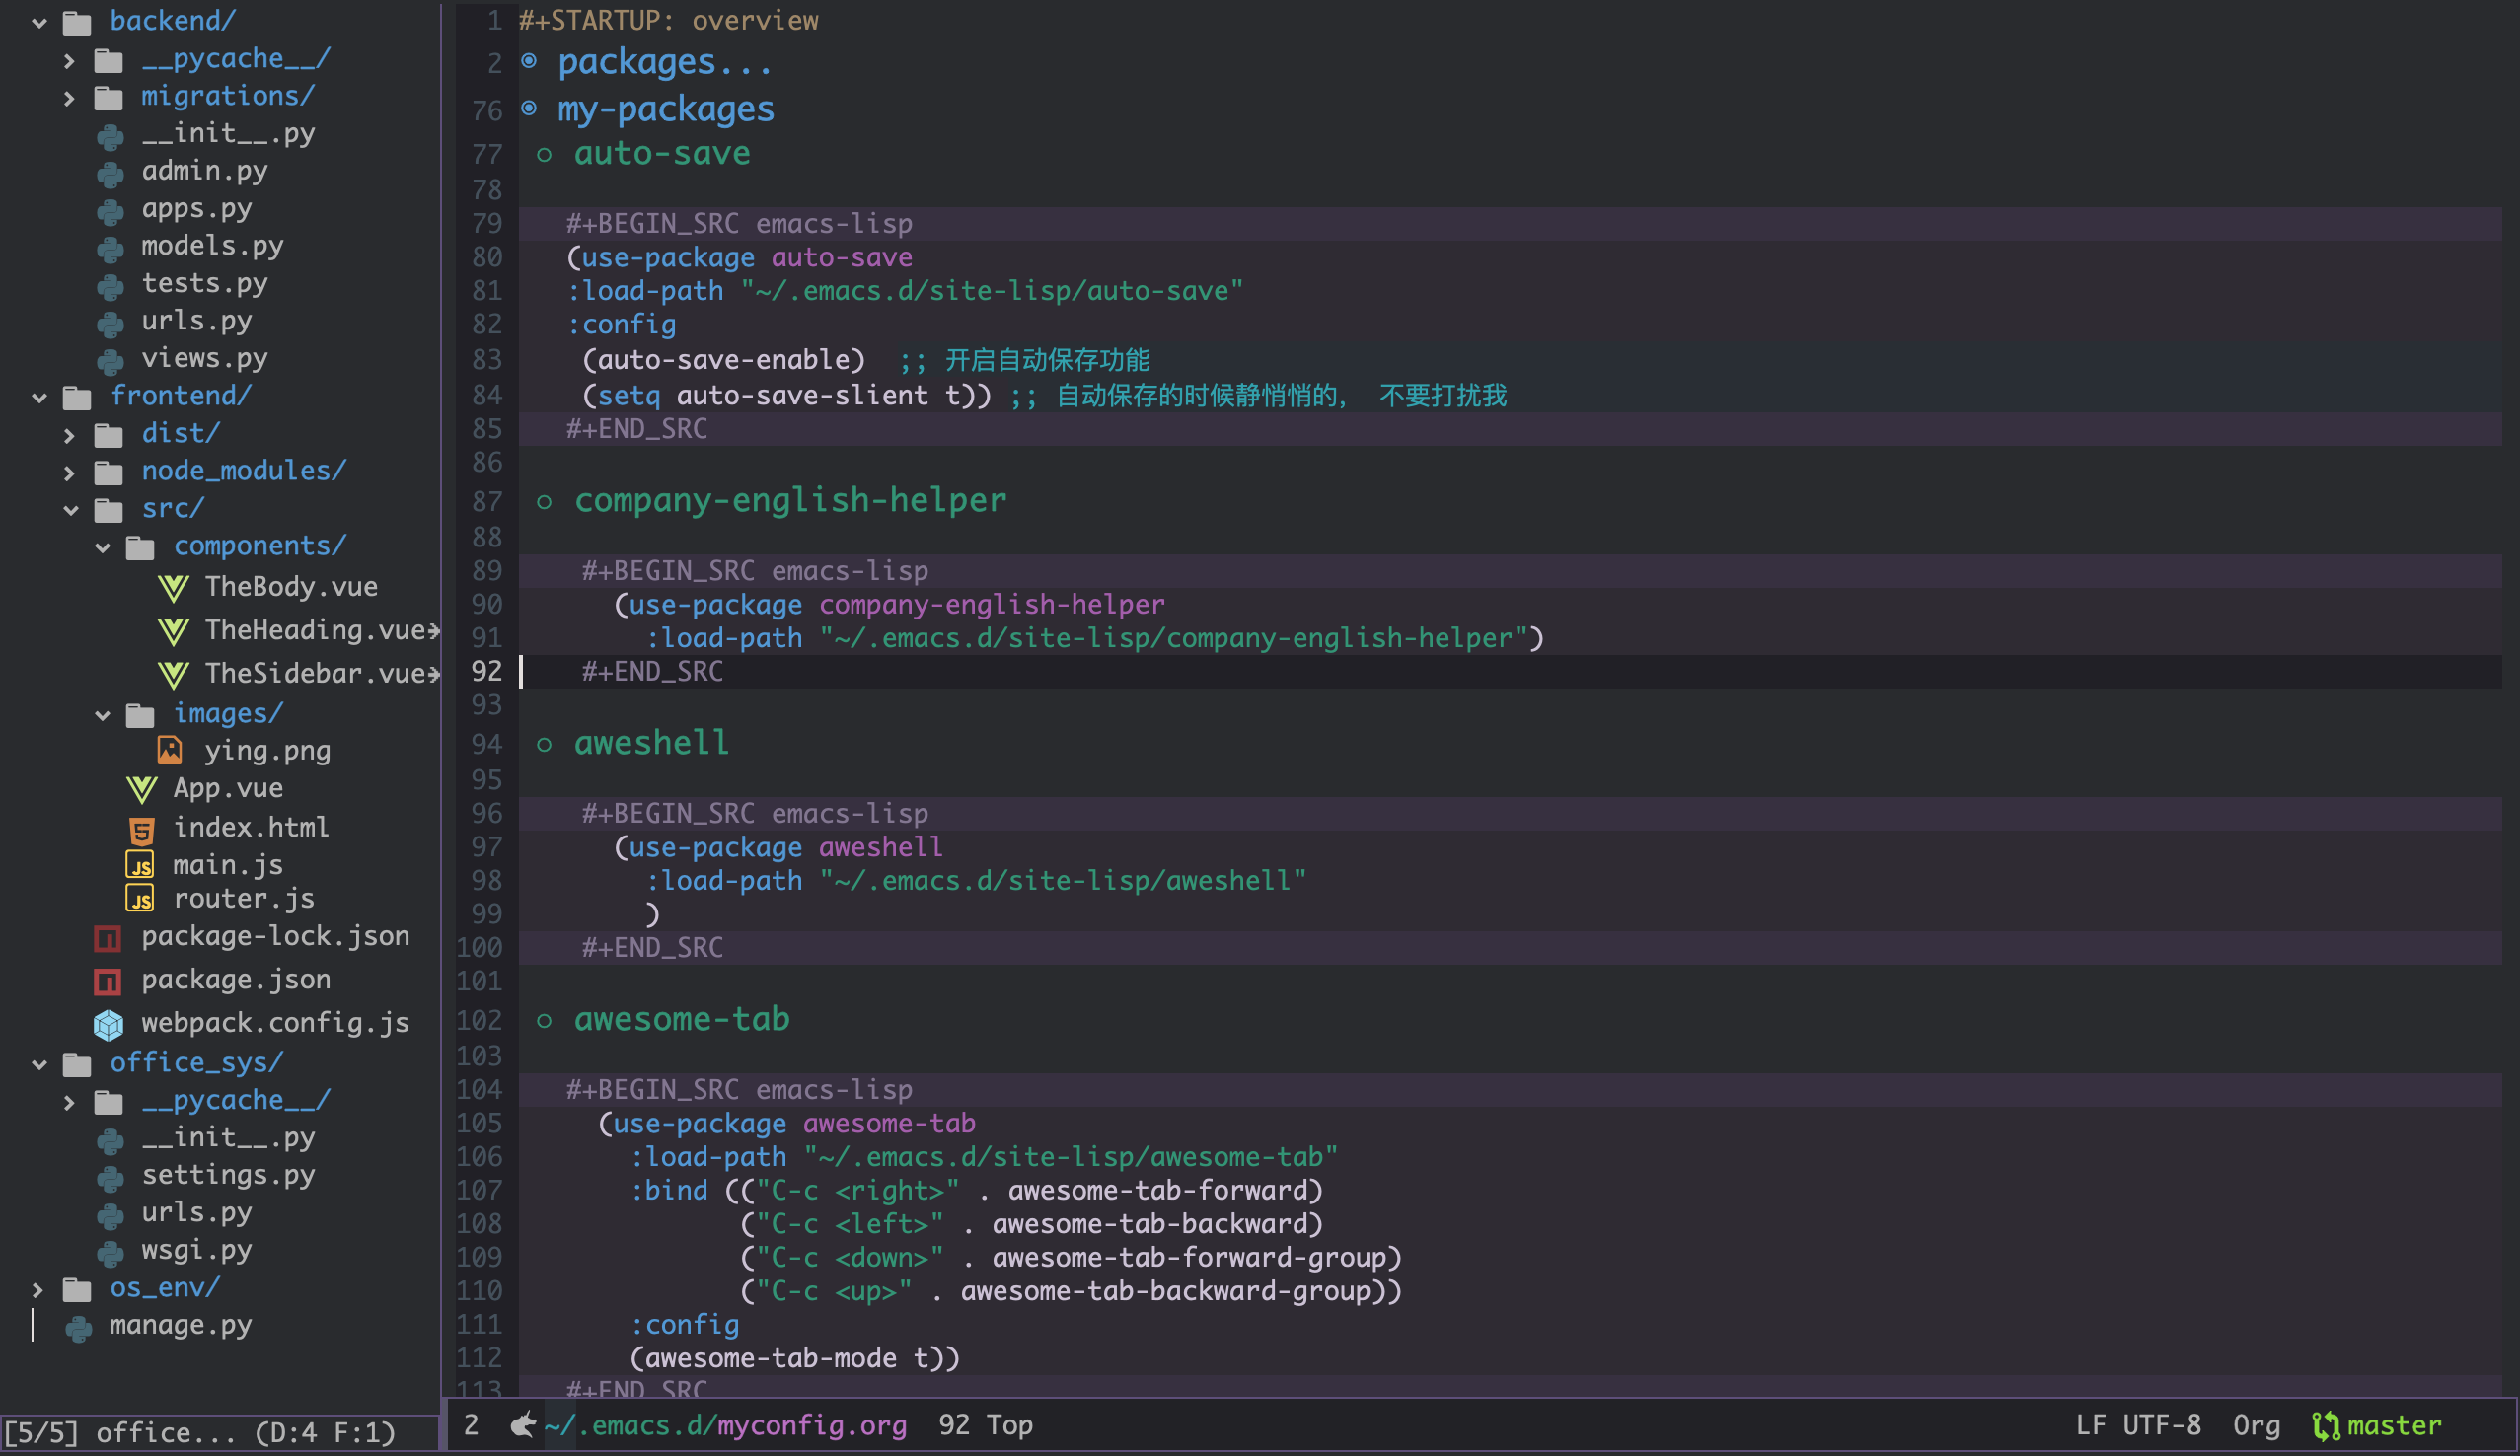 backend/
__pycache__/
migrations/
__init__.py
admin.py
apps.py
models.py
tests.py
urls.py
views.py
frontend/
dist/
node_modules/
src/
components/
TheBody.vue
TheHeading.vue
TheSidebar.vue
images/
ying.png
App.vue
index.html
main.js
router.js
package-lock.json
package.json
webpack.config.js
office_sys/
__pycache__/
__init__.py
settings.py
urls.py
wsgi.py
os_env/
manage.py
[5/5] office... (D:4 F:1)
1 #+STARTUP: overview
2 packages...
76 my-packages
77 auto-save
78
79 #+BEGIN_SRC emacs-lisp
80 (use-package auto-save
81 :load-path "~/.emacs.d/site-lisp/auto-save"
82 :config
83 (auto-save-enable) ;; 开启自动保存功能
84 (setq auto-save-slient t)) ;; 自动保存的时候静悄悄的， 不要打扰我
85 #+END_SRC
86
87 company-english-helper
88
89 #+BEGIN_SRC emacs-lisp
90 (use-package company-english-helper
91 :load-path "~/.emacs.d/site-lisp/company-english-helper")
92 #+END_SRC
93
94 aweshell
95
96 #+BEGIN_SRC emacs-lisp
97 (use-package aweshell
98 :load-path "~/.emacs.d/site-lisp/aweshell"
99 )
100 #+END_SRC
101
102 awesome-tab
103
104 #+BEGIN_SRC emacs-lisp
105 (use-package awesome-tab
106 :load-path "~/.emacs.d/site-lisp/awesome-tab"
107 :bind (("C-c <right>" . awesome-tab-forward)
108 ("C-c <left>" . awesome-tab-backward)
109 ("C-c <down>" . awesome-tab-forward-group)
110 ("C-c <up>" . awesome-tab-backward-group))
111 :config
112 (awesome-tab-mode t))
113 #+END_SRC
2 ~/.emacs.d/myconfig.org 92 Top LF UTF-8 Org master